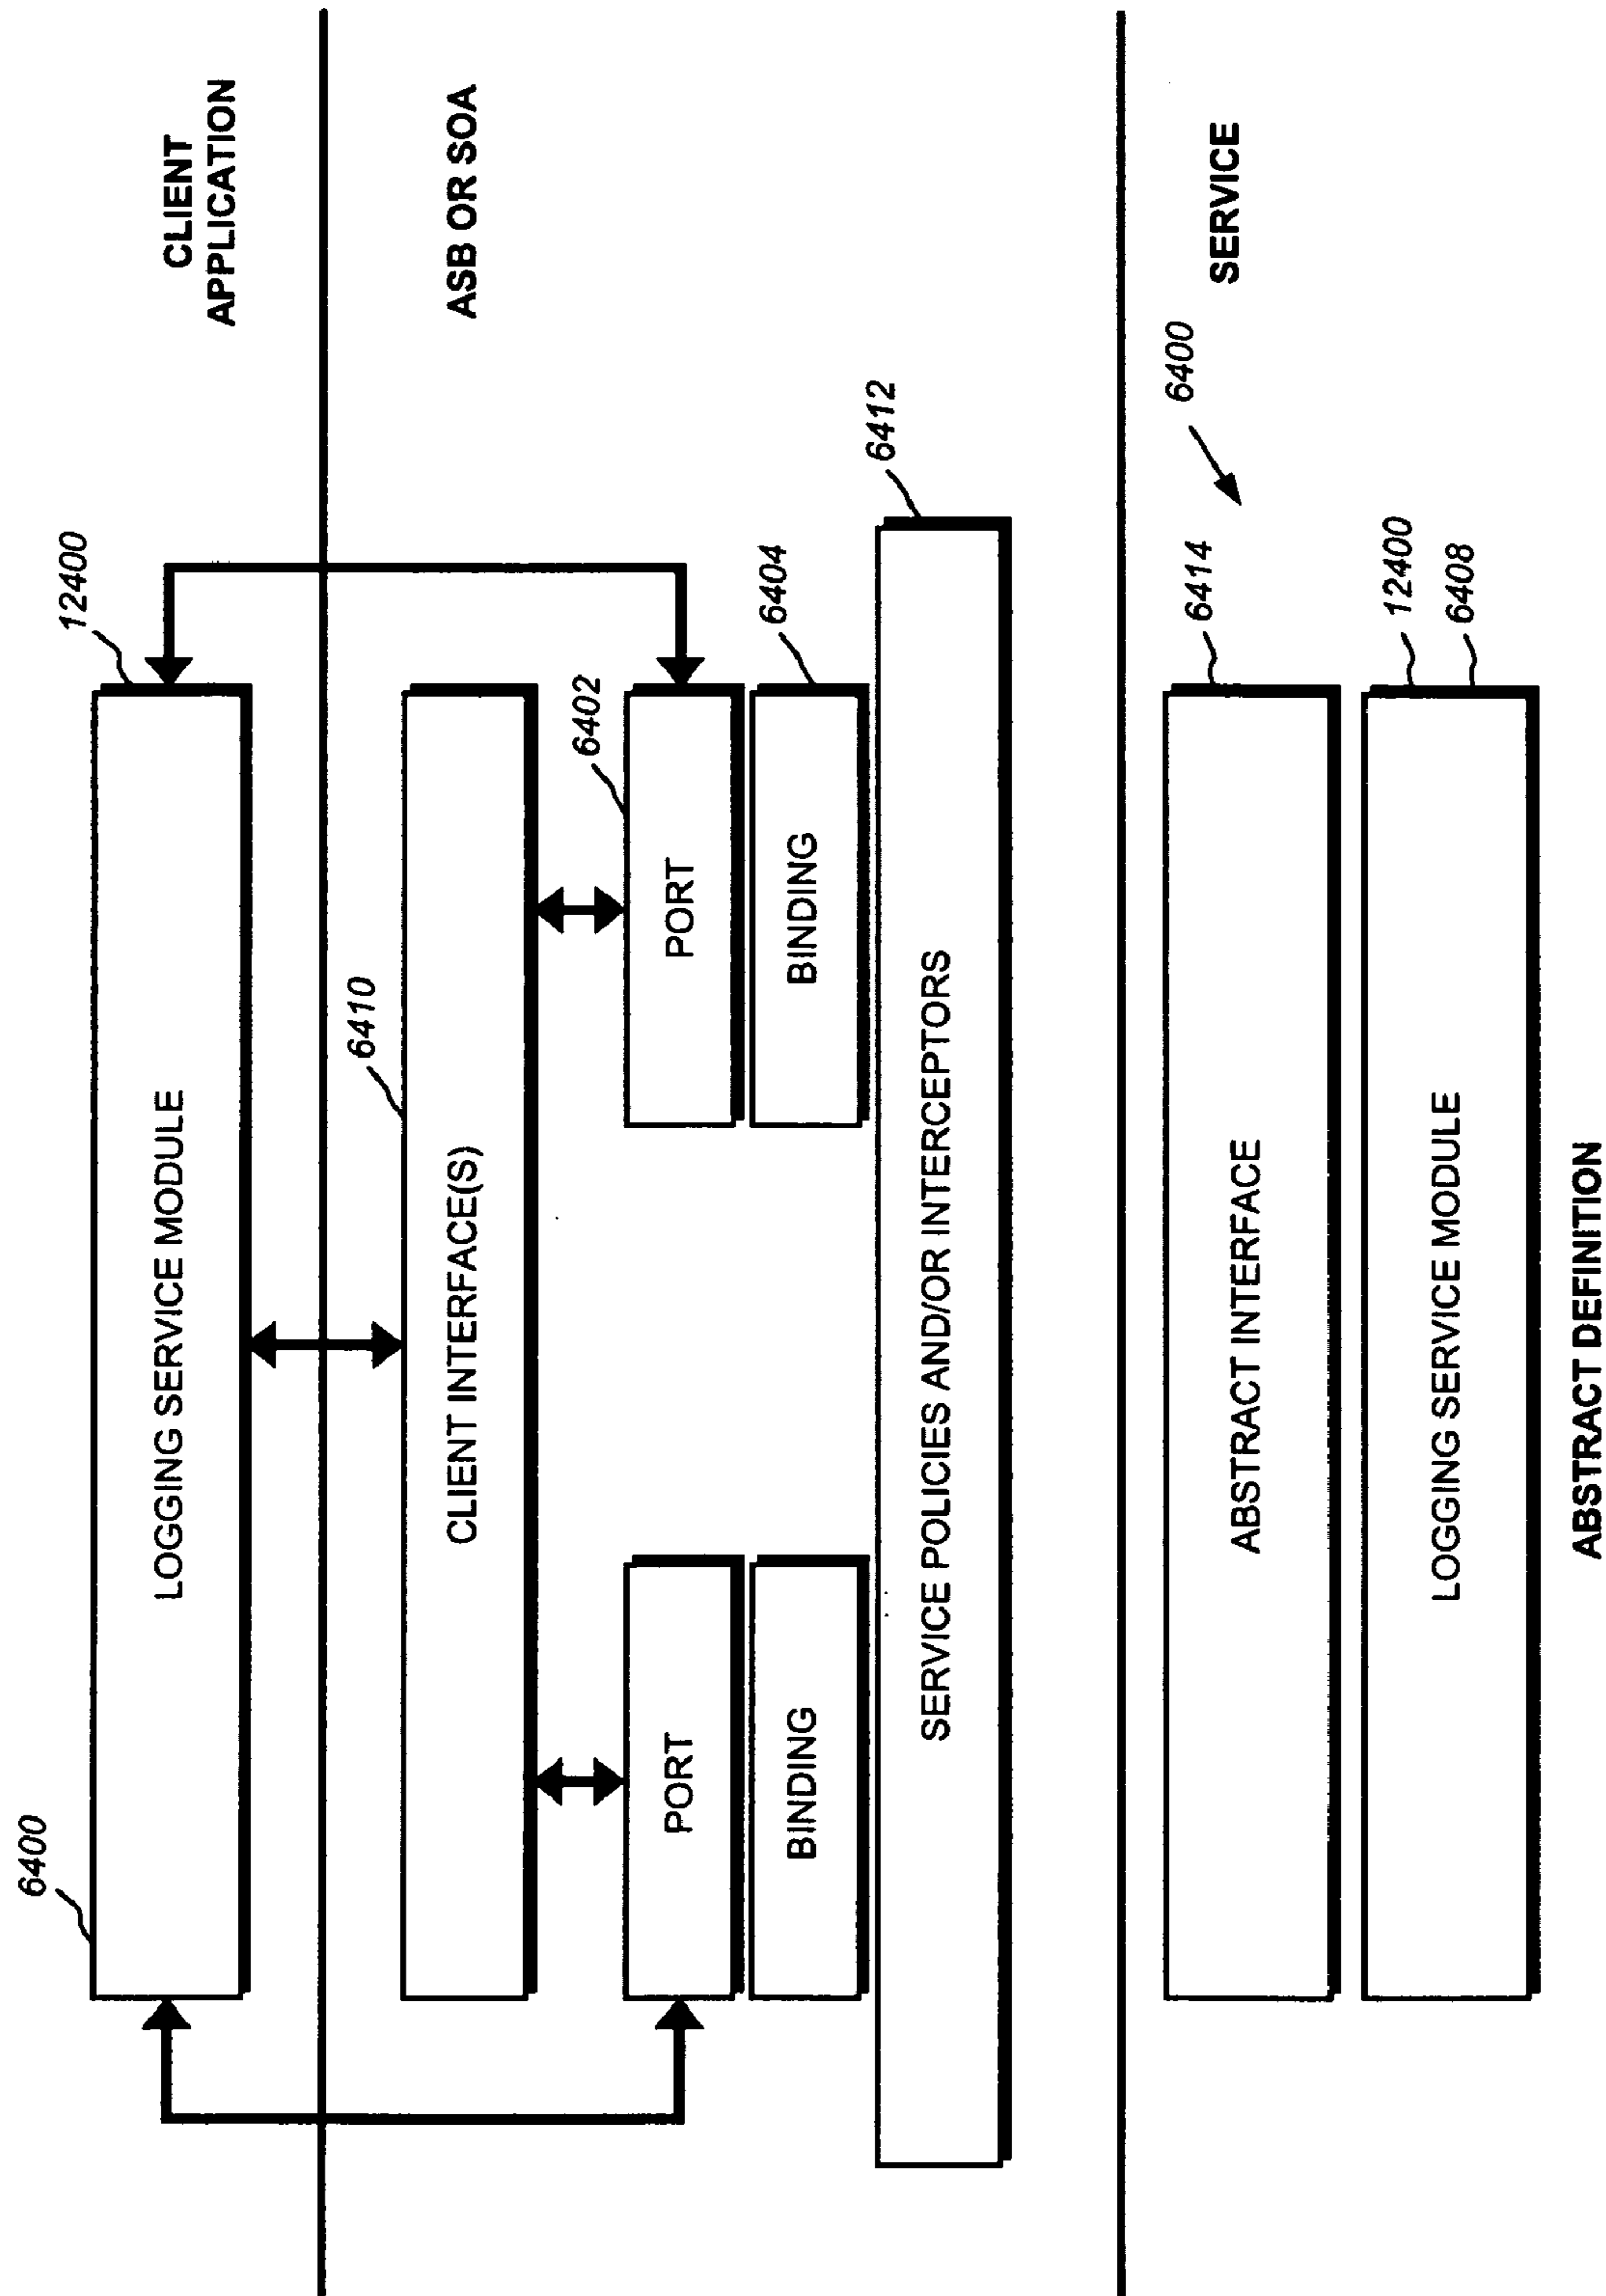 6400
12400
LOGGING SERVICE MODULE
CLIENT
APPLICATION
6410
CLIENT INTERFACE(S)
ASB OR SOA
6402
PORT
PORT
6404
BINDING
BINDING
6412
SERVICE POLICIES AND/OR INTERCEPTORS
6400
SERVICE
6414
ABSTRACT INTERFACE
12400
6408
LOGGING SERVICE MODULE
ABSTRACT DEFINITION